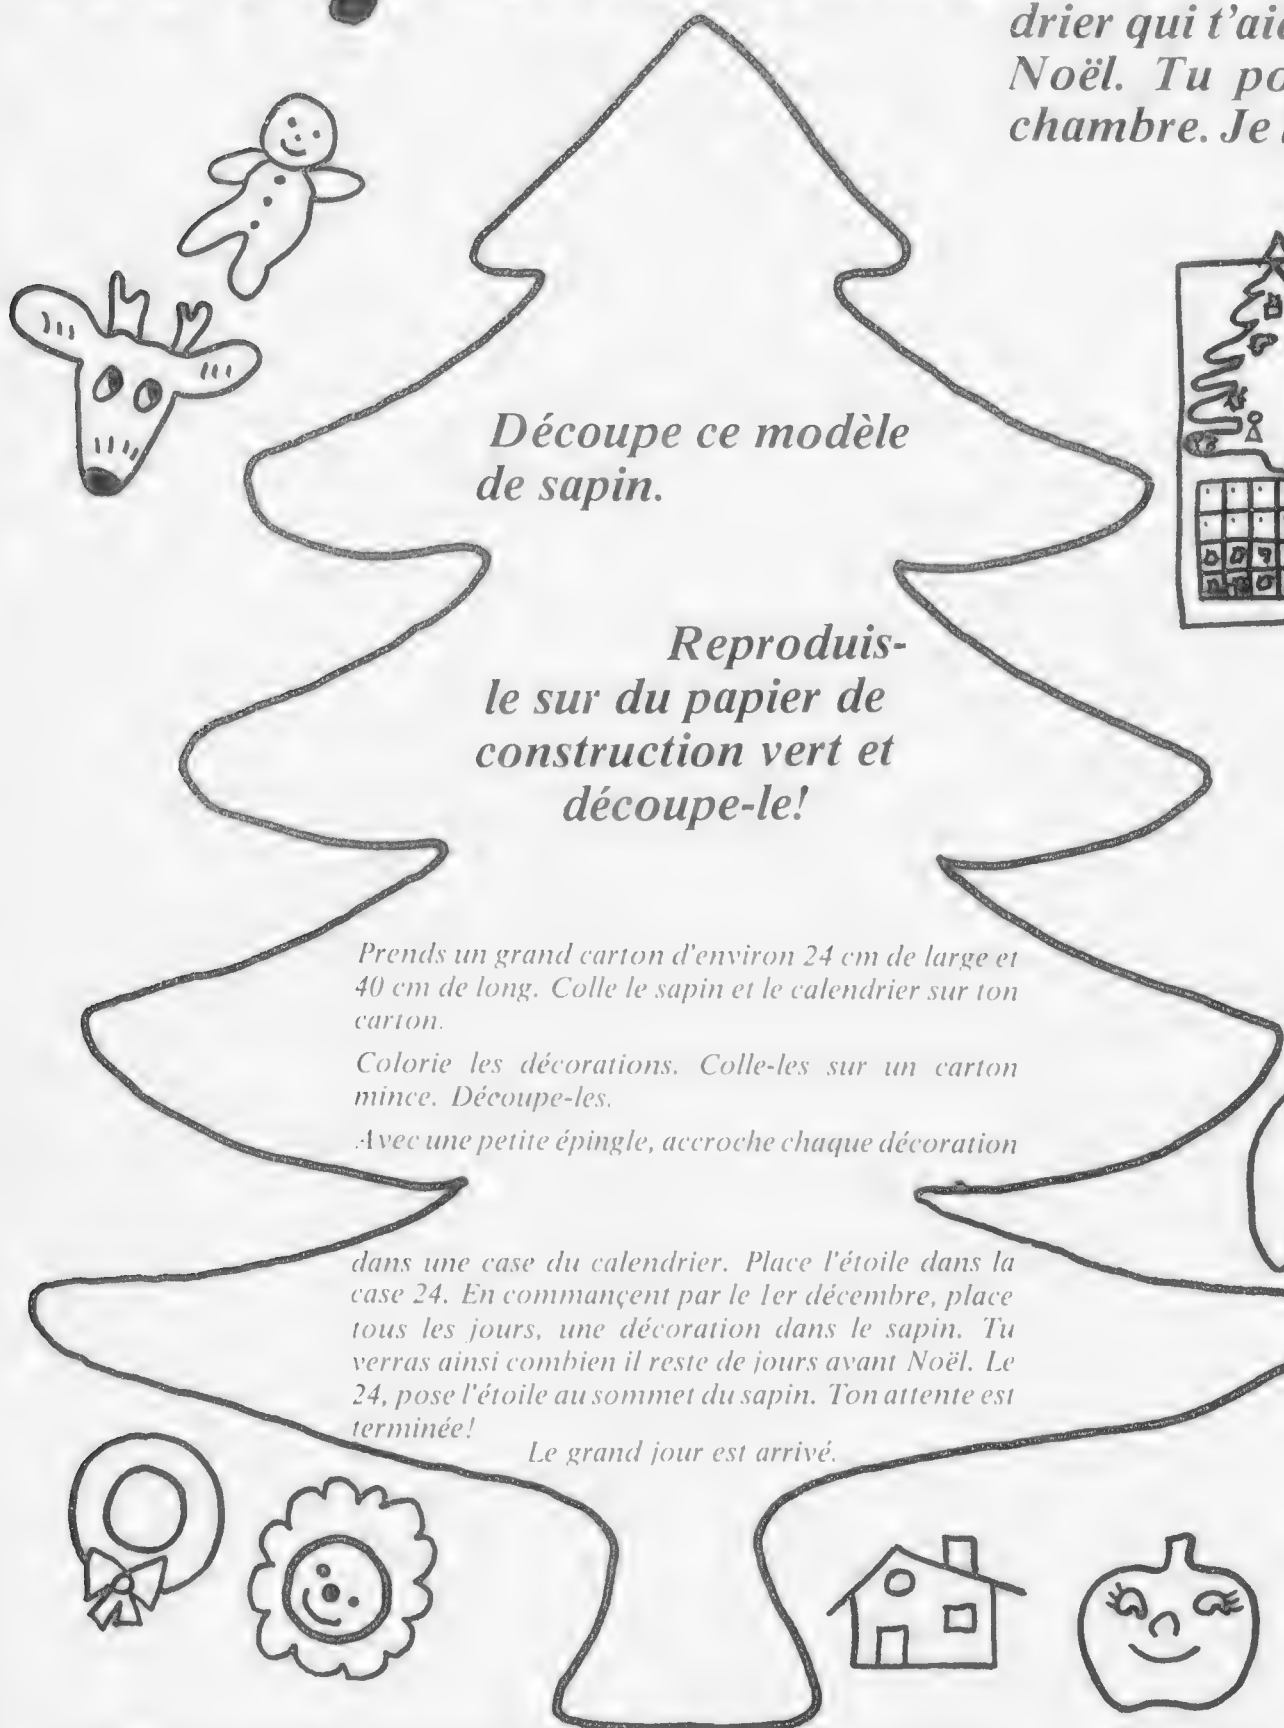 drier qui t'aid
Noël. Tu po
chambre. Je
Découpe ce modèle
de sapin.
Reproduis-
le sur du papier de
construction vert et
découpe-le!
Prends un grand carton d'environ 24 cm de large et
40 cm de long. Colle le sapin et le calendrier sur ton
carton.
Colorie les décorations. Colle-les sur un carton
mince. Découpe-les.
Avec une petite épingle, accroche chaque décoration
dans une case du calendrier. Place l'étoile dans la
case 24. En commançent par le 1er décembre, place
tous les jours, une décoration dans le sapin. Tu
verras ainsi combien il reste de jours avant Noël. Le
24, pose l'étoile au sommet du sapin. Ton attente est
terminée!
Le grand jour est arrivé.